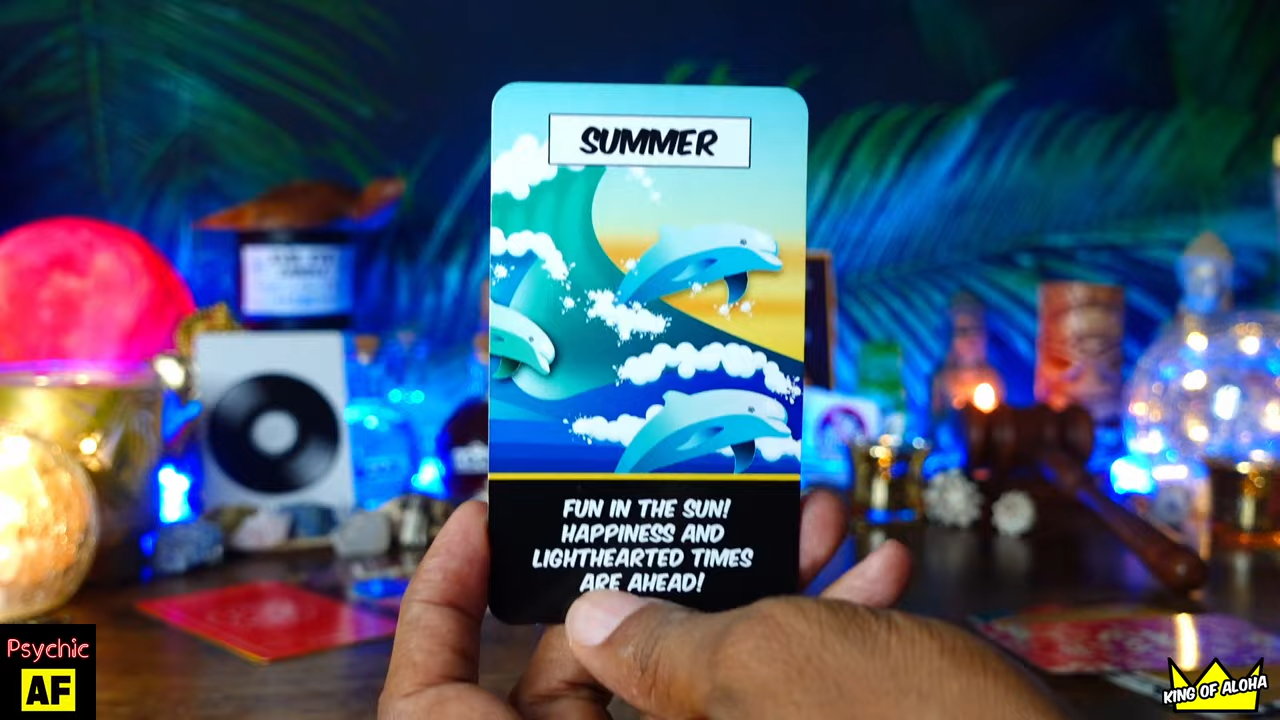 SUMMER
FUN IN THE SUN!
HAPPINESS AND
LIGHTHEARTED TIMES
ARE AHEAD!
Psychic
AF
KING OF ALOHA